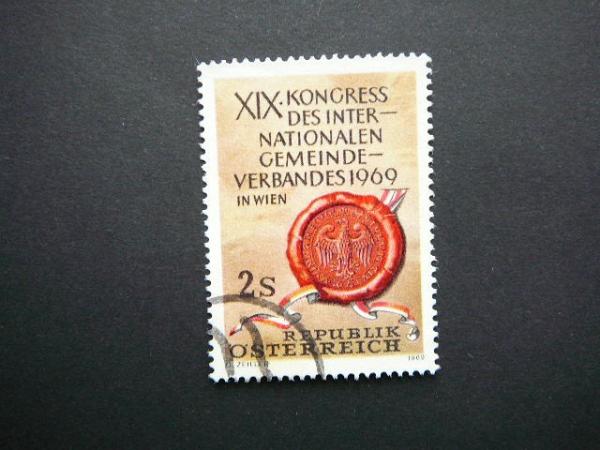 XIX. KONGRESS
DES INTER—
NATIONALEN
GEMEINDE—
VERBANDES 1969
IN WIEN
2S
REPUBLIK
ÖSTERREICH
1969